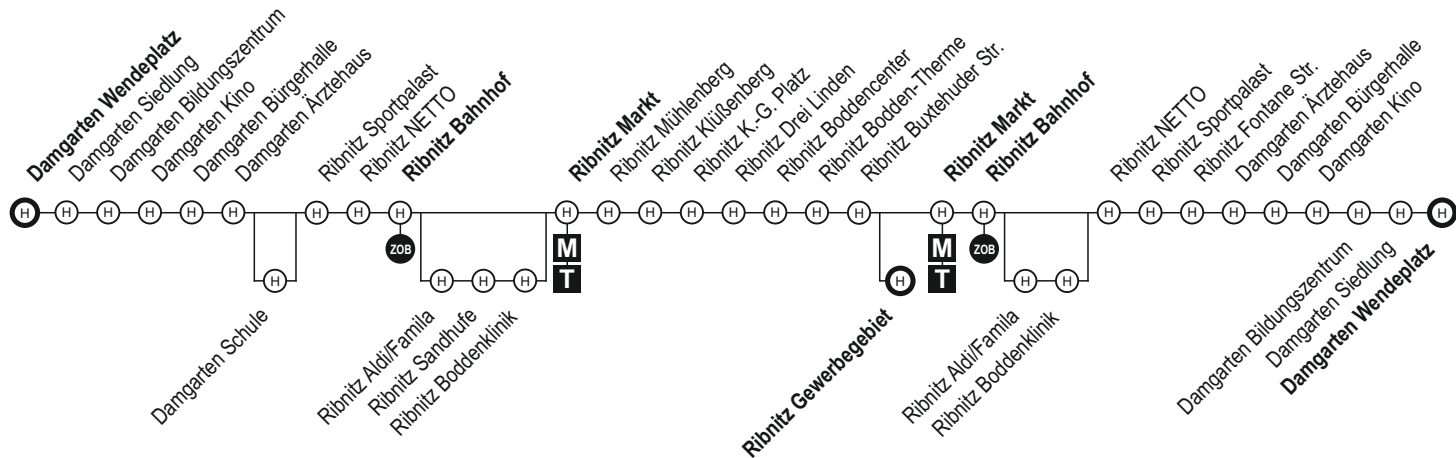 Damgarten Wendeplatz
Damgarten Siedlung
Damgarten Bildungszentrum
Damgarten Kino
Damgarten Bürgerhalle
Damgarten Ärztehaus
Ribnitz Sportpalast
Ribnitz NETTO
Ribnitz Bahnhof
Ribnitz Markt
Ribnitz Mühlenberg
Ribnitz Klüßenberg
Ribnitz K.-G. Platz
Ribnitz Drei Linden
Ribnitz Boddencenter
Ribnitz Bodden-Therme
Ribnitz Buxtehuder Str.
Ribnitz Markt
Ribnitz Bahnhof
Ribnitz NETTO
Ribnitz Sportpalast
Ribnitz Fontane Str.
Damgarten Ärztehaus
Damgarten Bürgerhalle
Damgarten Kino
H H H H H H H H H H H H H H H H H H H H H H H H H H H H H
ZOB M M ZOB
H H H H T H T H H
Damgarten Schule
Ribnitz Aldi/Famila
Ribnitz Sandhufe
Ribnitz Boddenklinik
Ribnitz Gewerbegebiet
Ribnitz Aldi/Famila
Ribnitz Boddenklinik
Damgarten Bildungszentrum
Damgarten Siedlung
Damgarten Wendeplatz